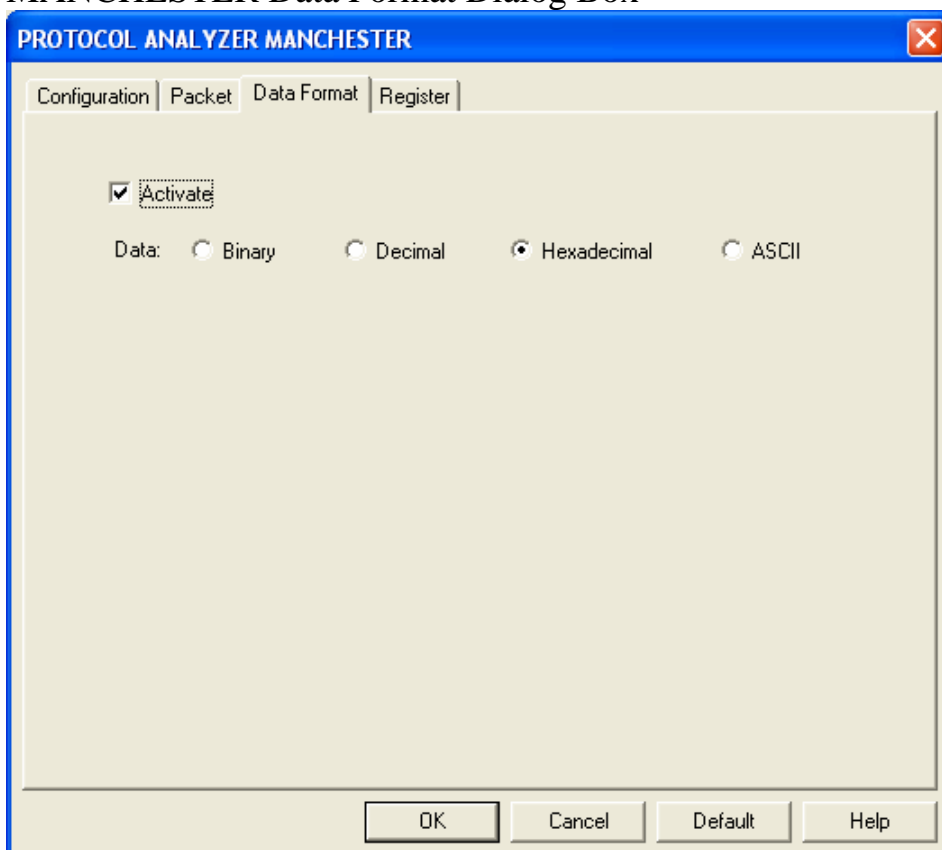 MANCHESTER Data Format Dialog Box
PROTOCOL ANALYZER MANCHESTER
Configuration Packet Data Format Register
Activate
Data: Binary Decimal Hexadecimal ASCII
OK Cancel Default Help